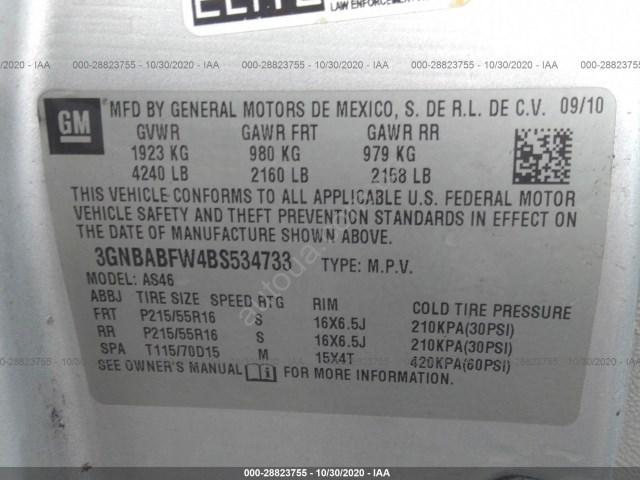 LAW ENFORCEMENT
000-28823755 - 10/30/2020 - IAA
GM
MFD BY GENERAL MOTORS DE MEXICO, S. DE R.L. DE C.V. 09/10
GVWR GAWR FRT GAWR RR
1923 KG 980 KG 979 KG
4240 LB 2160 LB 2158 LB
THIS VEHICLE CONFORMS TO ALL APPLICABLE U.S. FEDERAL MOTOR
VEHICLE SAFETY AND THEFT PREVENTION STANDARDS IN EFFECT ON
THE DATE OF MANUFACTURE SHOWN ABOVE.
3GNBABFW4BS534733 TYPE: M.P.V.
MODEL: AS46
ABBJ TIRE SIZE SPEED RTG RIM COLD TIRE PRESSURE
FRT P215/55R16 S 16X6.5J 210KPA(30PSI)
RR P215/55R16 S 16X6.5J 210KPA(30PSI)
SPA T115/70D15 M 15X4T 420KPA(60PSI)
SEE OWNER'S MANUAL FOR MORE INFORMATION.
000-28823755 - 10/30/2020 - IAA